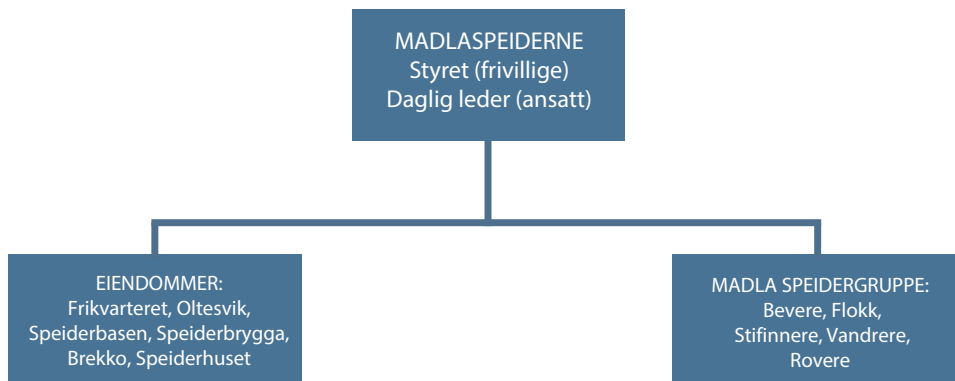 MADLASPEIDERNE
Styret (frivillige)
Daglig leder (ansatt)
EIENDOMMER:
Frikvarteret, Oltesvik,
Speiderbasen, Speiderbrygga,
Brekko, Speiderhuset
MADLA SPEIDERGRUPPE:
Bevere, Flokk,
Stifinnere, Vandrere,
Rovere